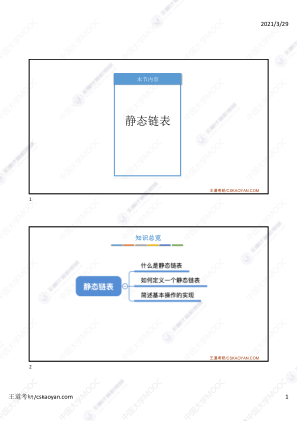 2021/3/29
本节内容
静态链表
王道考研/CSKAOYAN.COM
1
知识总览
什么是静态链表
静态链表
如何定义一个静态链表
简述基本操作的实现
王道考研/CSKAOYAN.COM
2
王道考研/cskaoyan.com
1